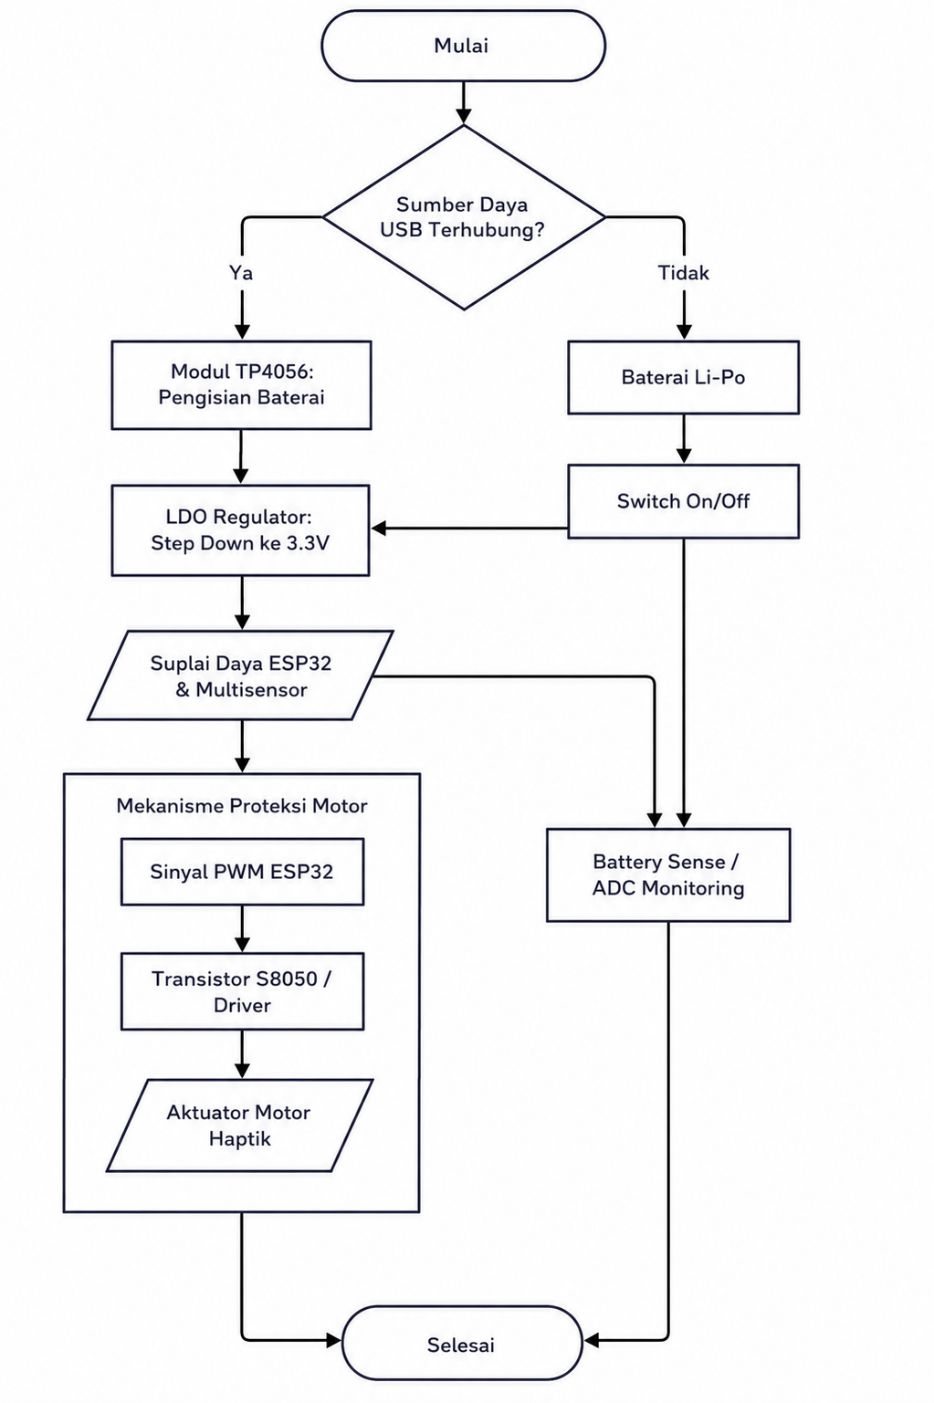 Mulai
Sumber Daya
USB Terhubung?
Ya
Tidak
Modul TP4056:
Pengisian Baterai
Baterai Li-Po
LDO Regulator:
Step Down ke 3.3V
Switch On/Off
Suplai Daya ESP32
& Multisensor
Mekanisme Proteksi Motor
Sinyal PWM ESP32
Transistor S8050 /
Driver
Aktuator Motor
Haptik
Battery Sense /
ADC Monitoring
Selesai